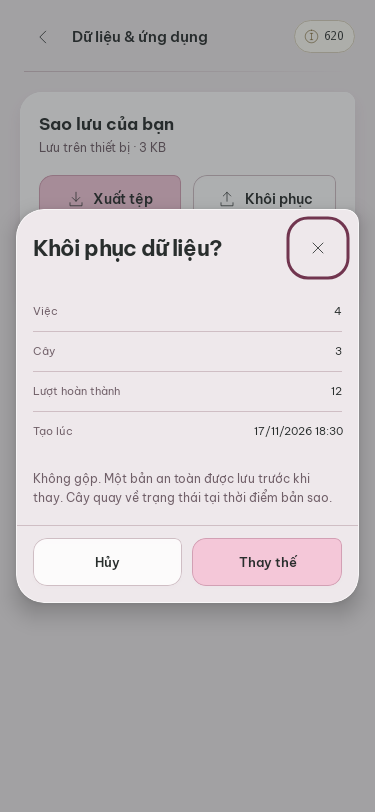 Dữ liệu & ứng dụng
620
Sao lưu của bạn
Lưu trên thiết bị · 3 KB
Xuất tệp
Khôi phục
Khôi phục dữ liệu?
Việc 4
Cây 3
Lượt hoàn thành 12
Tạo lúc 17/11/2026 18:30
Không gộp. Một bản an toàn được lưu trước khi
thay. Cây quay về trạng thái tại thời điểm bản sao.
Hủy
Thay thế